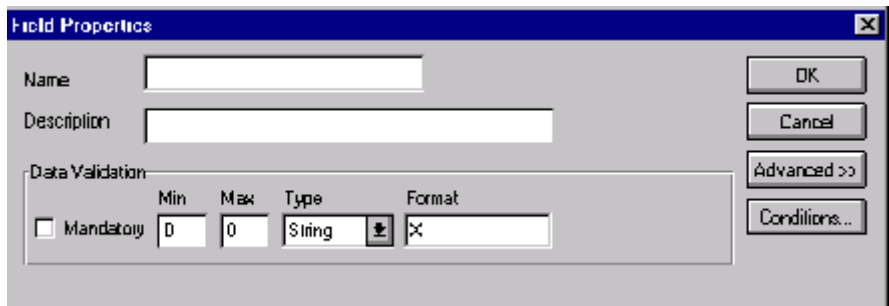 Field Properties
Name
OK
Description
Cancel
Data Validation
Advanced >>
Min Max Type Format
Mandatory 0 0 String X
Conditions...